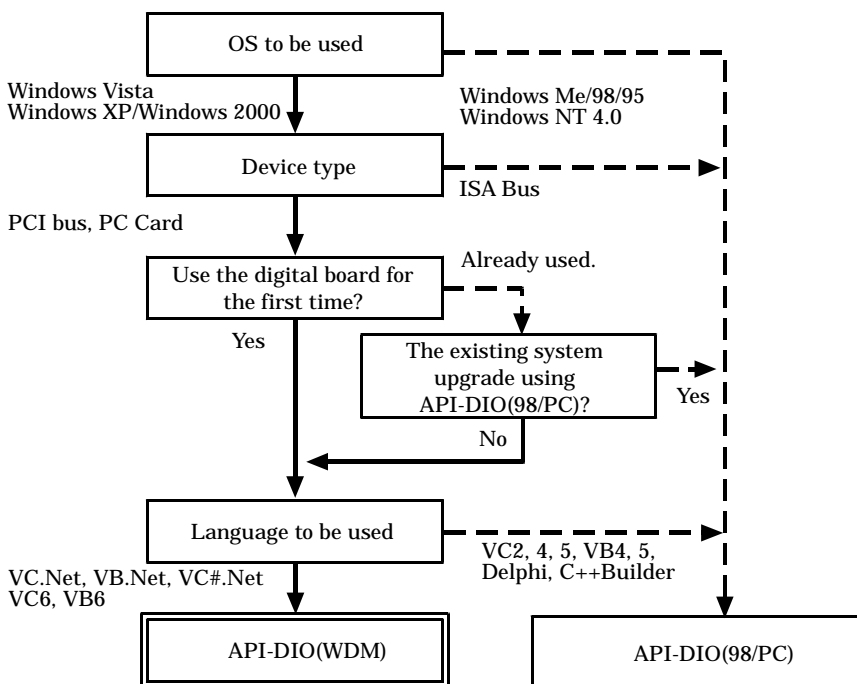 OS to be used
Windows Vista
Windows XP/Windows 2000
Windows Me/98/95
Windows NT 4.0
Device type
ISA Bus
PCI bus, PC Card
Use the digital board for
the first time?
Already used.
Yes
The existing system
upgrade using
API-DIO(98/PC)?
Yes
No
Language to be used
VC2, 4, 5, VB4, 5,
Delphi, C++Builder
VC.Net, VB.Net, VC#.Net
VC6, VB6
API-DIO(WDM)
API-DIO(98/PC)